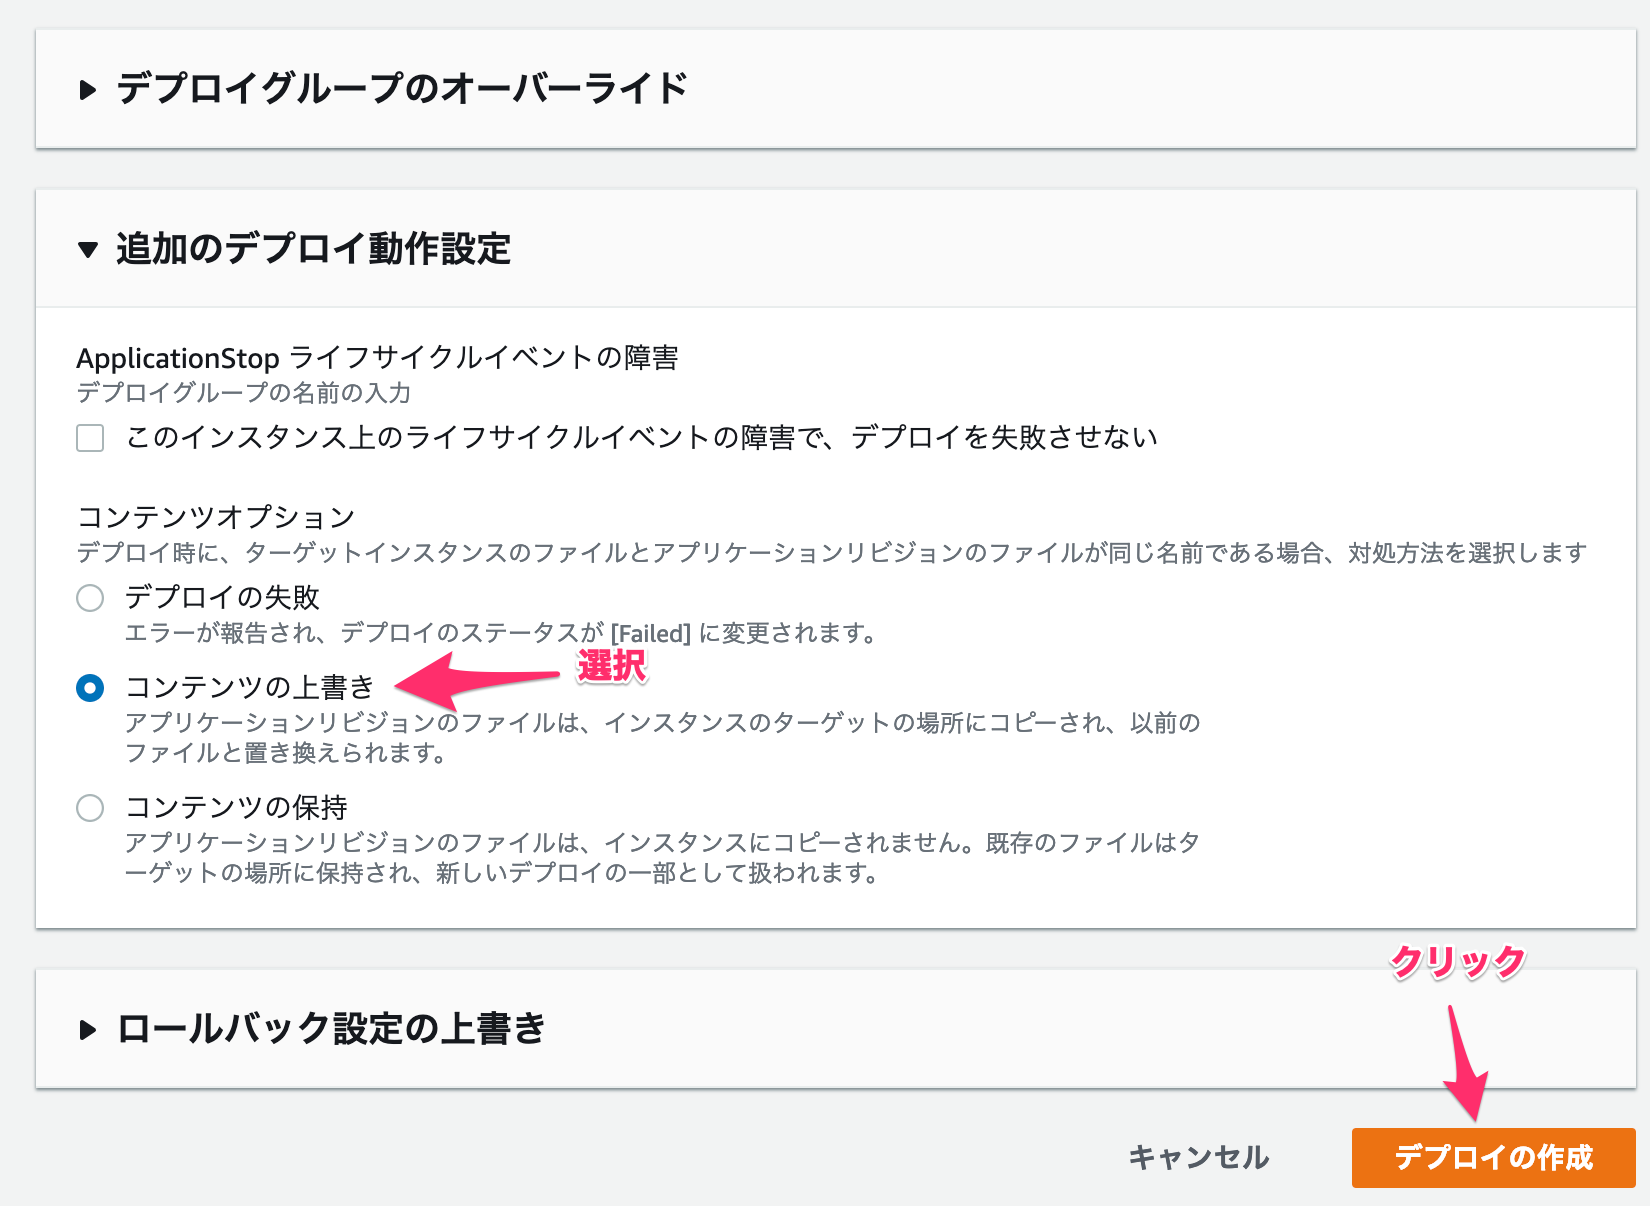 デプロイグループのオーバーライド
追加のデプロイ動作設定
ApplicationStop ライフサイクルイベントの障害
デプロイグループの名前の入力
このインスタンス上のライフサイクルイベントの障害で、デプロイを失敗させない
コンテンツオプション
デプロイ時に、ターゲットインスタンスのファイルとアプリケーションリビジョンのファイルが同じ名前である場合、対処方法を選択します
デプロイの失敗
エラーが報告され、デプロイのステータスが [Failed] に変更されます。
選択
コンテンツの上書き
アプリケーションリビジョンのファイルは、インスタンスのターゲットの場所にコピーされ、以前の
ファイルと置き換えられます。
コンテンツの保持
アプリケーションリビジョンのファイルは、インスタンスにコピーされません。既存のファイルはタ
ーゲットの場所に保持され、新しいデプロイの一部として扱われます。
クリック
ロールバック設定の上書き
キャンセル
デプロイの作成